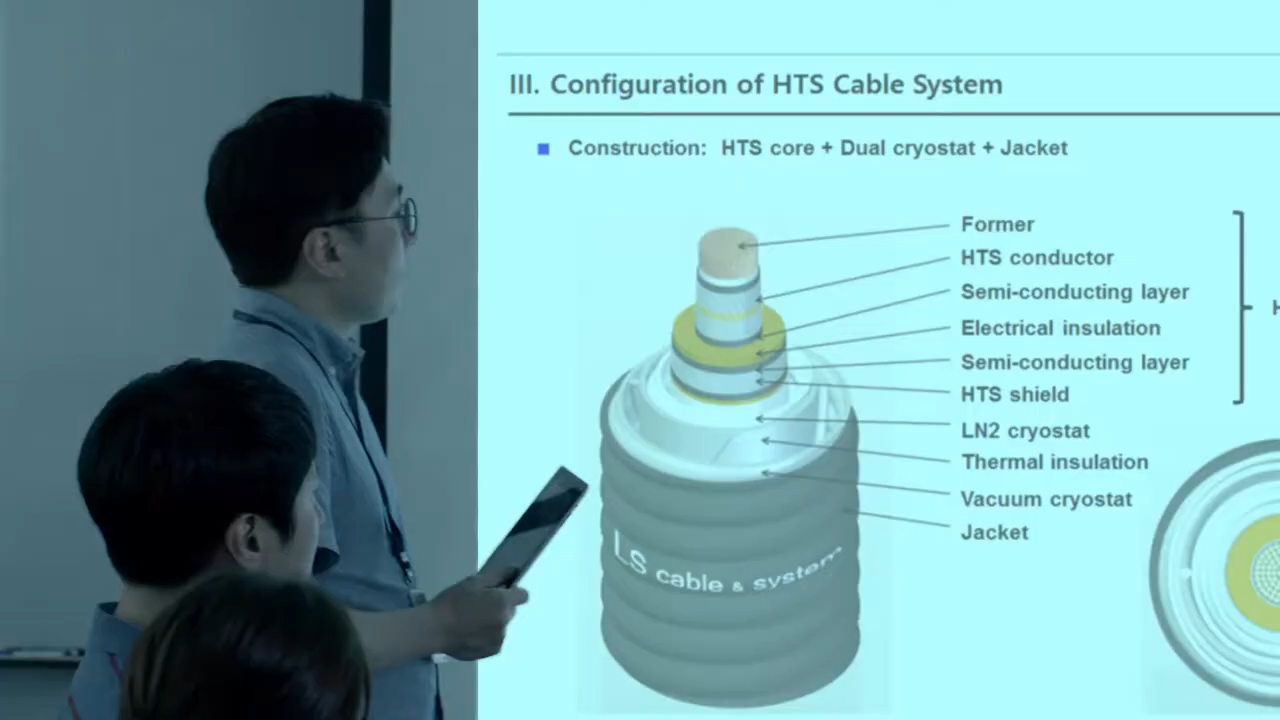 III. Configuration of HTS Cable System
Construction: HTS core + Dual cryostat + Jacket
Former
HTS conductor
Semi-conducting layer
Electrical insulation
Semi-conducting layer
HTS shield
LN2 cryostat
Thermal insulation
Vacuum cryostat
Jacket
LS cable & system